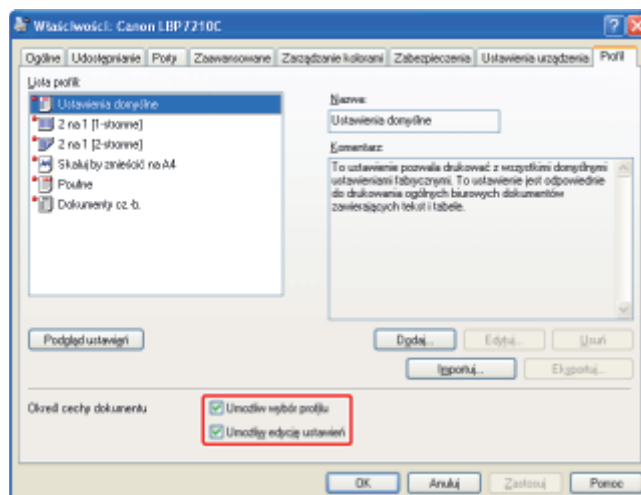 Właściwości: Canon LBP7210C
Ogólne Udostępnianie Porty Zaawansowane Zarządzanie kolorami Zabezpieczenia Ustawienia urządzenia Profil
Lista profili:
Ustawienia domyślne
2 na 1 [1-stronne]
2 na 1 [2-stronne]
Skaluj by zmieścić na A4
Poufne
Dokumenty cz.-b.
Nazwa:
Ustawienia domyślne
Komentarz:
To ustawienie pozwala drukować z wszystkimi domyślnymi
ustawieniami fabrycznymi. To ustawienie jest odpowiednie
do drukowania ogólnych biurowych dokumentów
zawierających tekst i tabele.
Podgląd ustawień
Dodaj... Edytuj... Usuń
Importuj... Eksportuj...
Określ cechy dokumentu
Umożliw wybór profilu
Umożliw edycję ustawień
OK Anuluj Zastosuj Pomoc